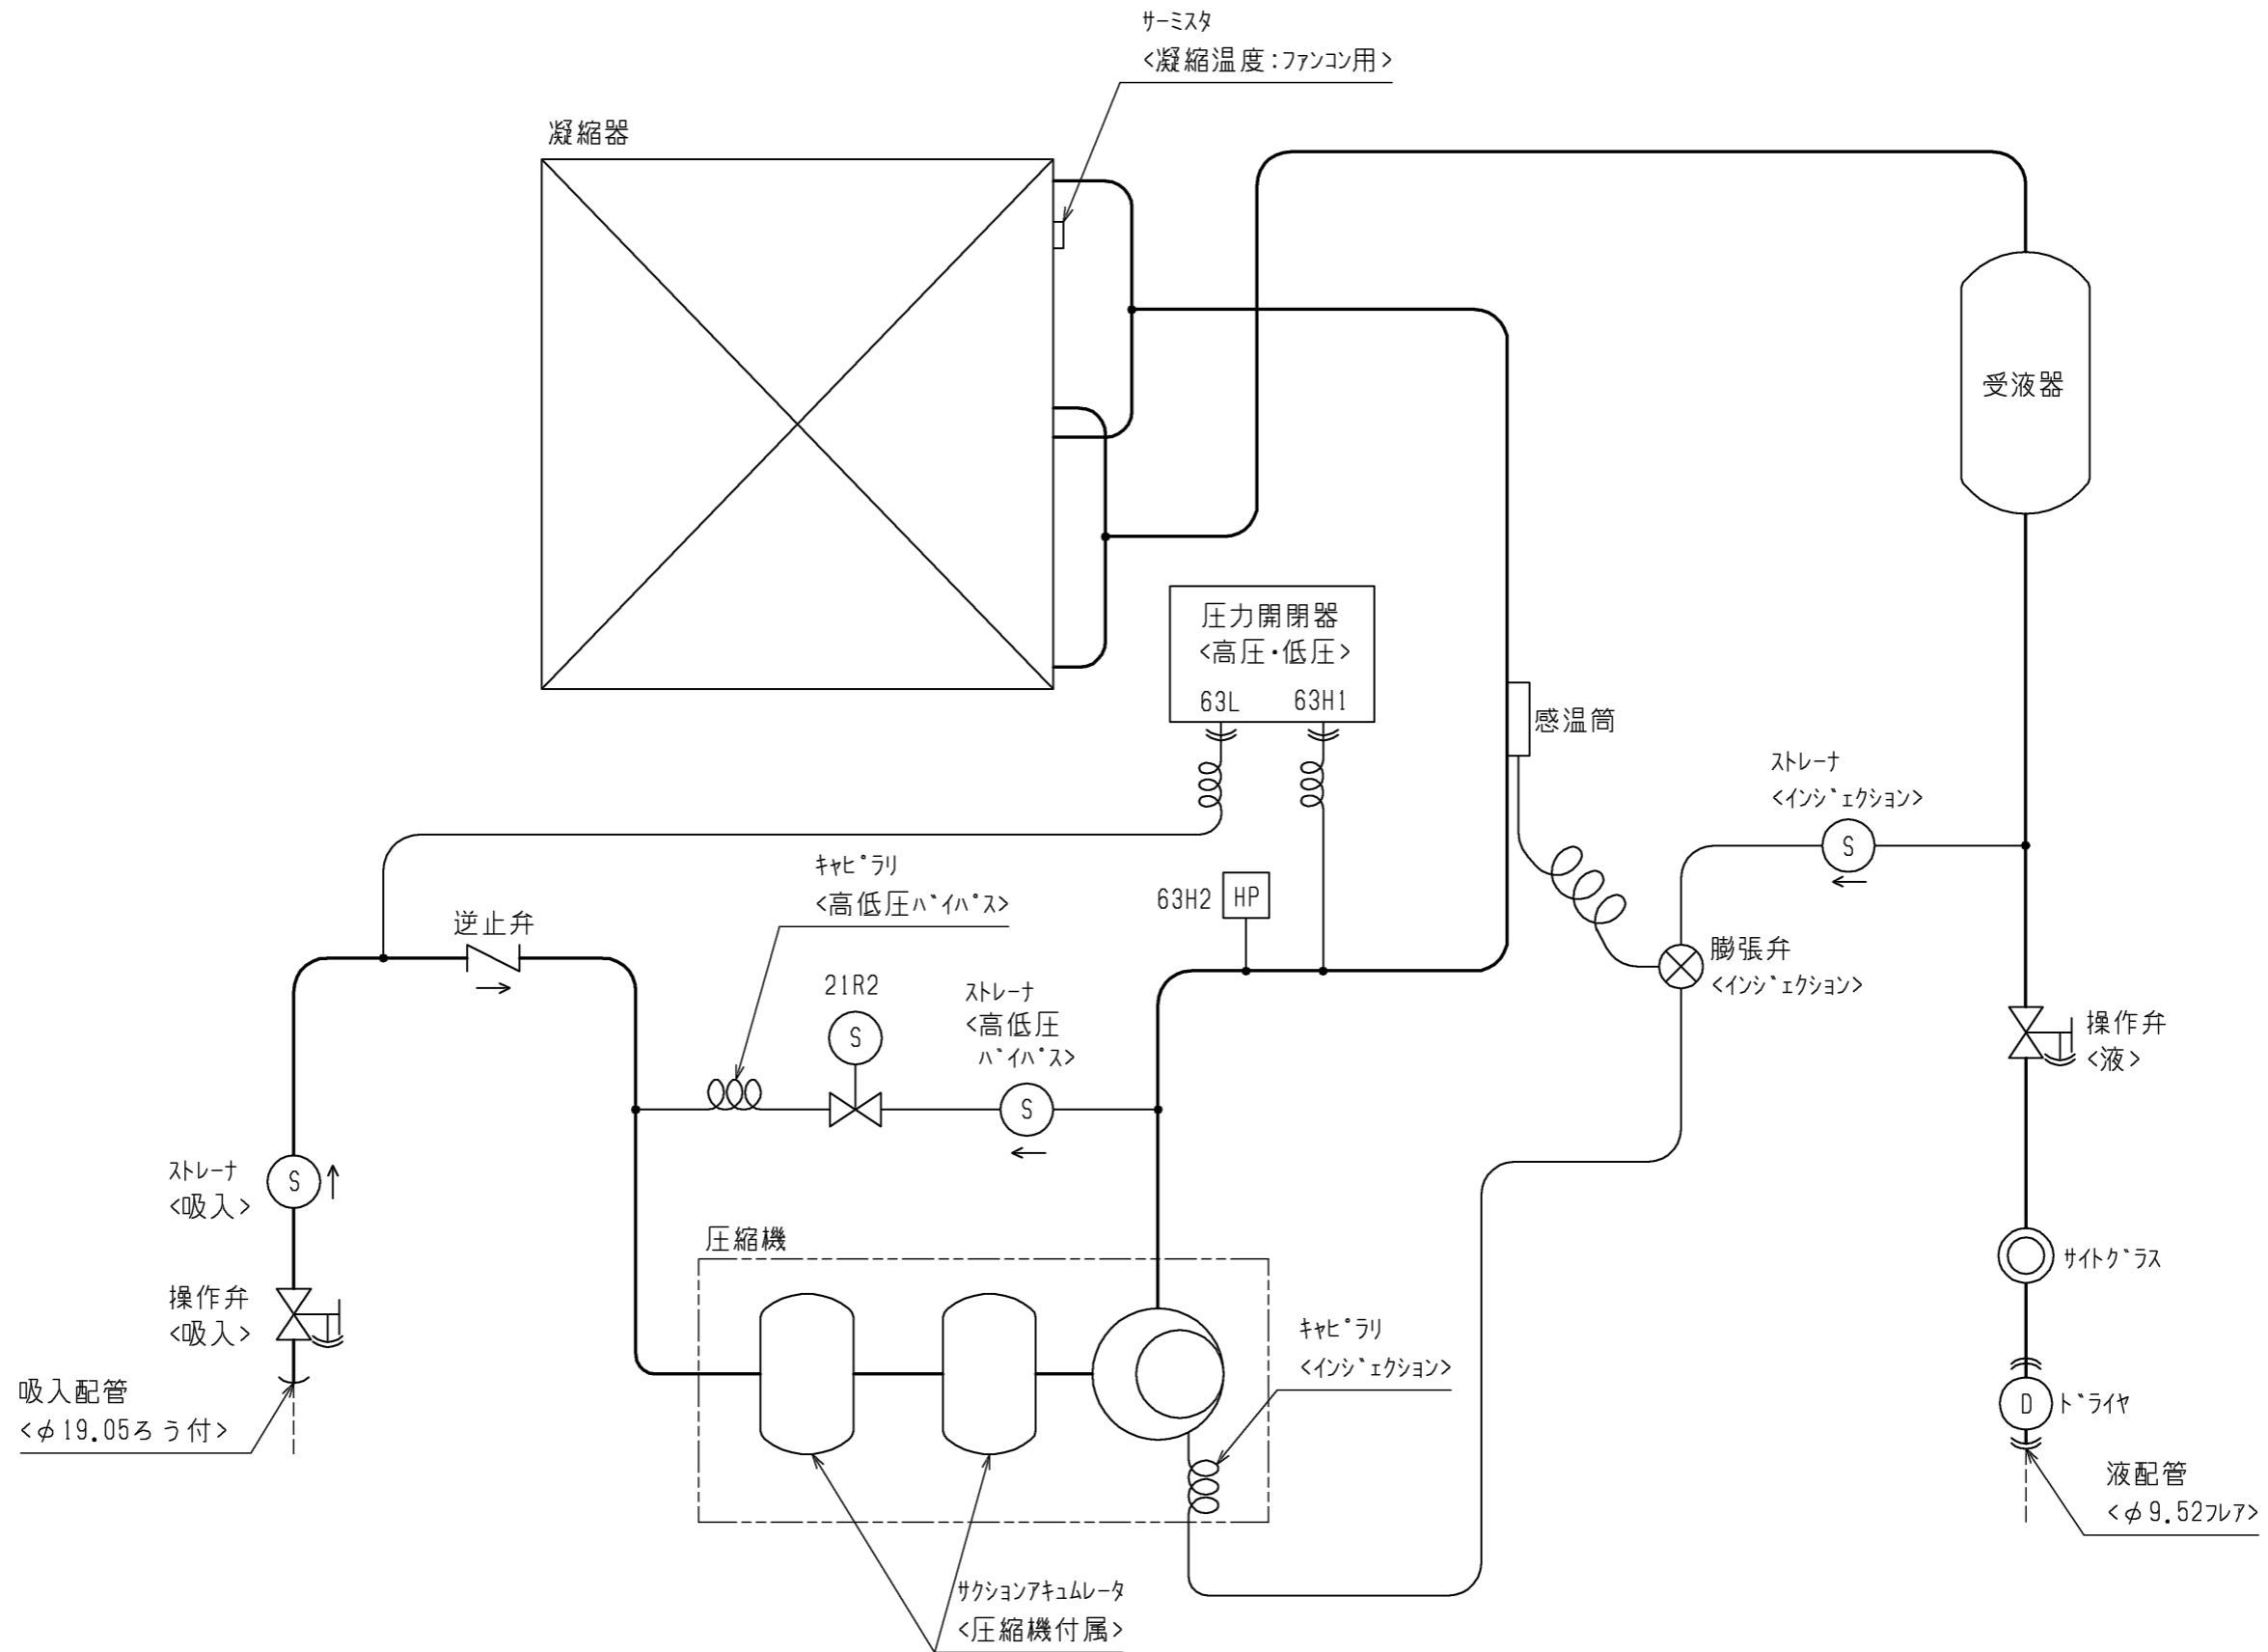 サーミスタ
<凝縮温度:ファンコン用>
凝縮器
受液器
圧力開閉器
<高圧・低圧>
63L
63H1
感温筒
ストレーナ
<インジェクション>
S
キャピラリ
<高低圧バイパス>
63H2
HP
逆止弁
膨張弁
<インジェクション>
21R2
S
ストレーナ
<高低圧
バイパス>
S
操作弁
<液>
ストレーナ
<吸入>
S
圧縮機
サイトグラス
操作弁
<吸入>
キャピラリ
<インジェクション>
吸入配管
<φ19.05ろう付>
D
ドライヤ
液配管
<φ9.52フレア>
サクションアキュムレータ
<圧縮機付属>